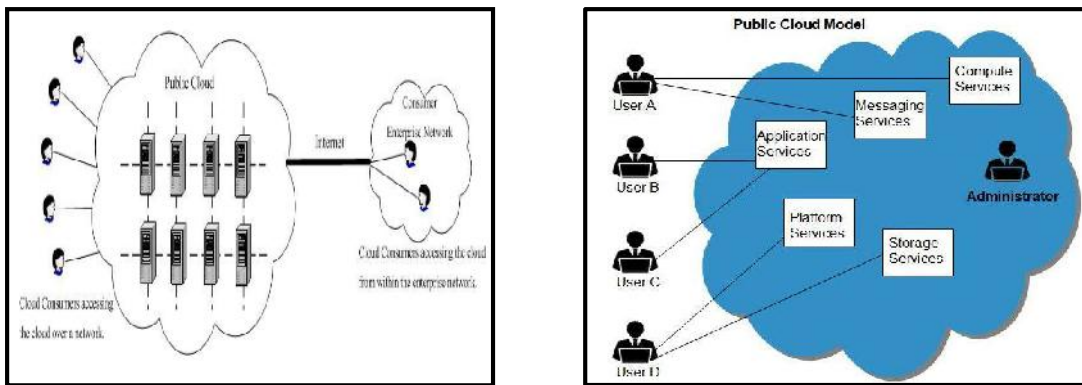 Public Cloud
Internet
Consumer
Enterprise Network
Cloud Consumers accessing
the cloud over a network.
Cloud Consumers accessing the cloud
from within the enterprise network.
Public Cloud Model
User A
User B
User C
User D
Compute
Services
Messaging
Services
Application
Services
Platform
Services
Storage
Services
Administrator